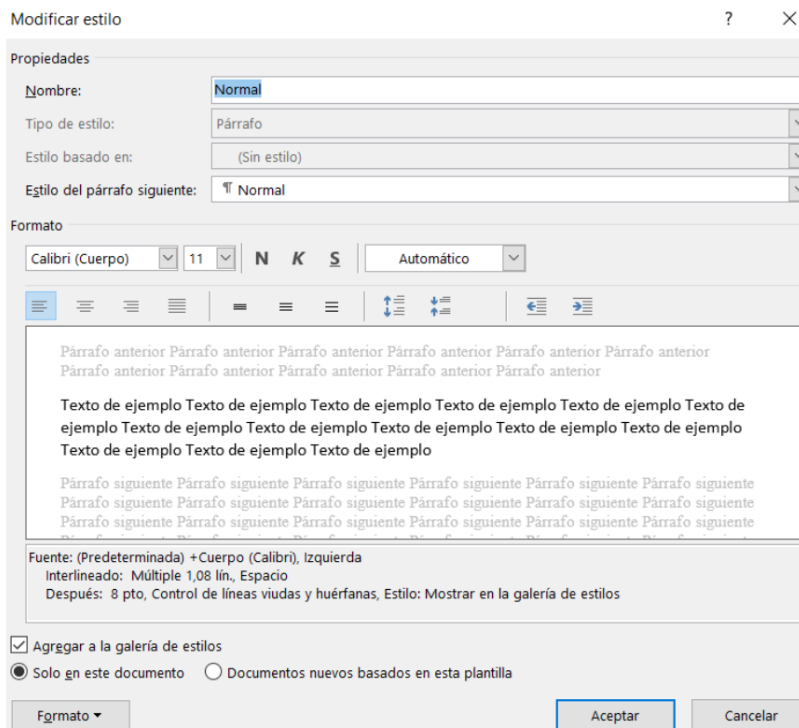 Modificar estilo ? ×
Propiedades
Nombre: Normal
Tipo de estilo: Párrafo
Estilo basado en: (Sin estilo)
Estilo del párrafo siguiente: ¶ Normal
Formato
Calibri (Cuerpo) 11 N K S Automático
Párrafo anterior Párrafo anterior Párrafo anterior Párrafo anterior Párrafo anterior Párrafo anterior
Párrafo anterior Párrafo anterior Párrafo anterior Párrafo anterior Párrafo anterior
Texto de ejemplo Texto de ejemplo Texto de ejemplo Texto de ejemplo Texto de ejemplo Texto de
ejemplo Texto de ejemplo Texto de ejemplo Texto de ejemplo Texto de ejemplo Texto de ejemplo
Texto de ejemplo Texto de ejemplo Texto de ejemplo
Párrafo siguiente Párrafo siguiente Párrafo siguiente Párrafo siguiente Párrafo siguiente Párrafo siguiente
Párrafo siguiente Párrafo siguiente Párrafo siguiente Párrafo siguiente Párrafo siguiente Párrafo siguiente
Párrafo siguiente Párrafo siguiente Párrafo siguiente Párrafo siguiente Párrafo siguiente Párrafo siguiente
Fuente: (Predeterminada) +Cuerpo (Calibri), Izquierda
Interlineado: Múltiple 1,08 lín., Espacio
Después: 8 pto, Control de líneas viudas y huérfanas, Estilo: Mostrar en la galería de estilos
Agregar a la galería de estilos
Solo en este documento Documentos nuevos basados en esta plantilla
Formato Aceptar Cancelar